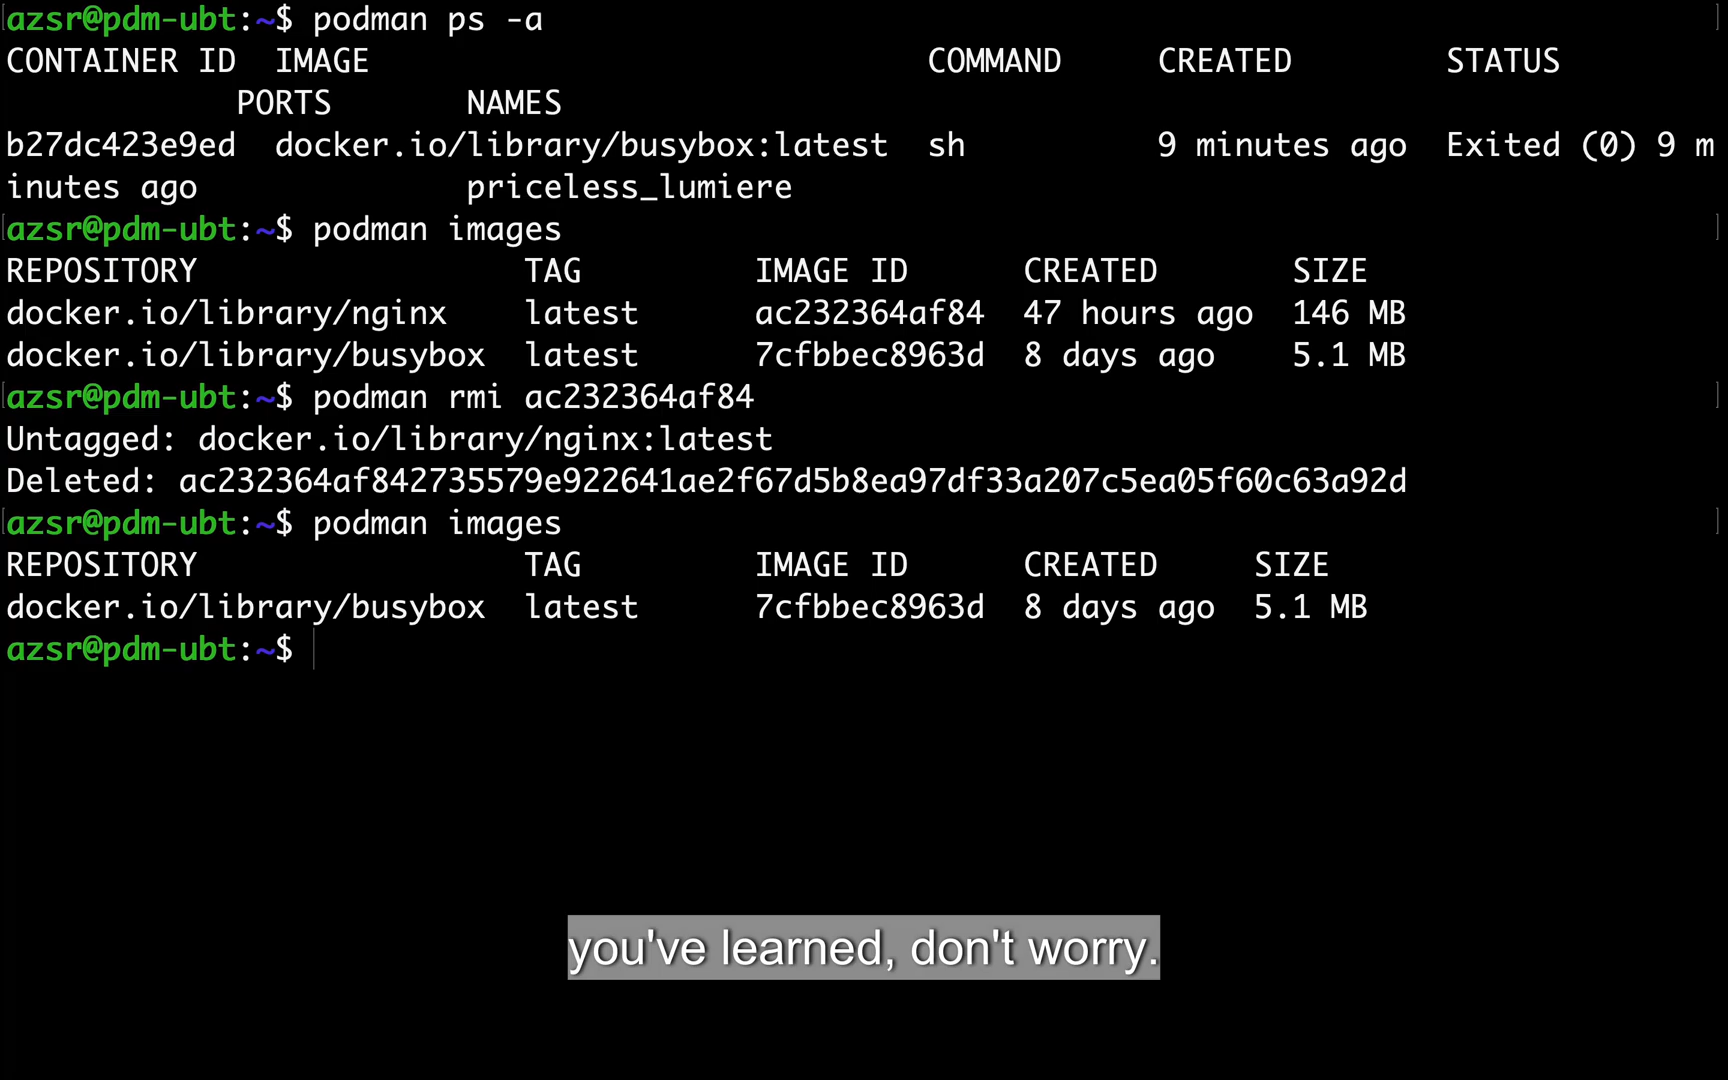 azsr@pdm-ubt:~$ podman ps -a
CONTAINER ID  IMAGE                             COMMAND     CREATED        STATUS
            PORTS       NAMES
b27dc423e9ed  docker.io/library/busybox:latest  sh          9 minutes ago  Exited (0) 9 m
inutes ago              priceless_lumiere
azsr@pdm-ubt:~$ podman images
REPOSITORY                 TAG         IMAGE ID      CREATED       SIZE
docker.io/library/nginx    latest      ac232364af84  47 hours ago  146 MB
docker.io/library/busybox  latest      7cfbbec8963d  8 days ago    5.1 MB
azsr@pdm-ubt:~$ podman rmi ac232364af84
Untagged: docker.io/library/nginx:latest
Deleted: ac232364af842735579e922641ae2f67d5b8ea97df33a207c5ea05f60c63a92d
azsr@pdm-ubt:~$ podman images
REPOSITORY                 TAG         IMAGE ID      CREATED     SIZE
docker.io/library/busybox  latest      7cfbbec8963d  8 days ago  5.1 MB
azsr@pdm-ubt:~$
you've learned, don't worry.